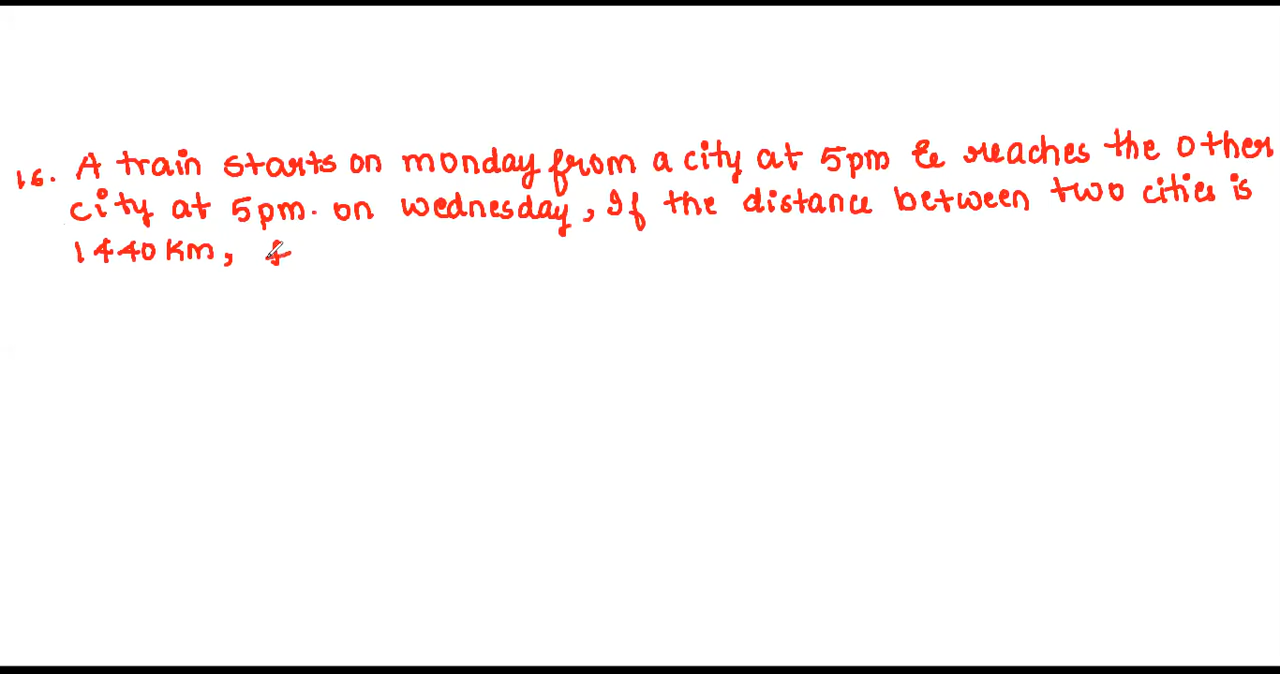 16. A train starts on monday from a city at 5pm & reaches the other
city at 5pm. on wednesday, If the distance between two cities is
1440 Km,